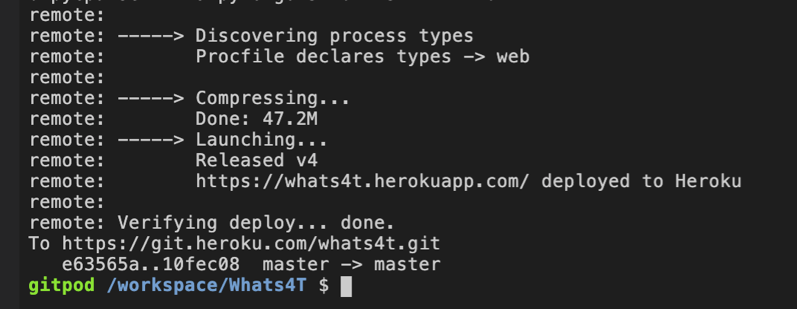 remote:
remote: -----> Discovering process types
remote:        Procfile declares types -> web
remote:
remote: -----> Compressing...
remote:        Done: 47.2M
remote: -----> Launching...
remote:        Released v4
remote:        https://whats4t.herokuapp.com/ deployed to Heroku
remote:
remote: Verifying deploy... done.
To https://git.heroku.com/whats4t.git
   e63565a..10fec08  master -> master
gitpod /workspace/Whats4T $